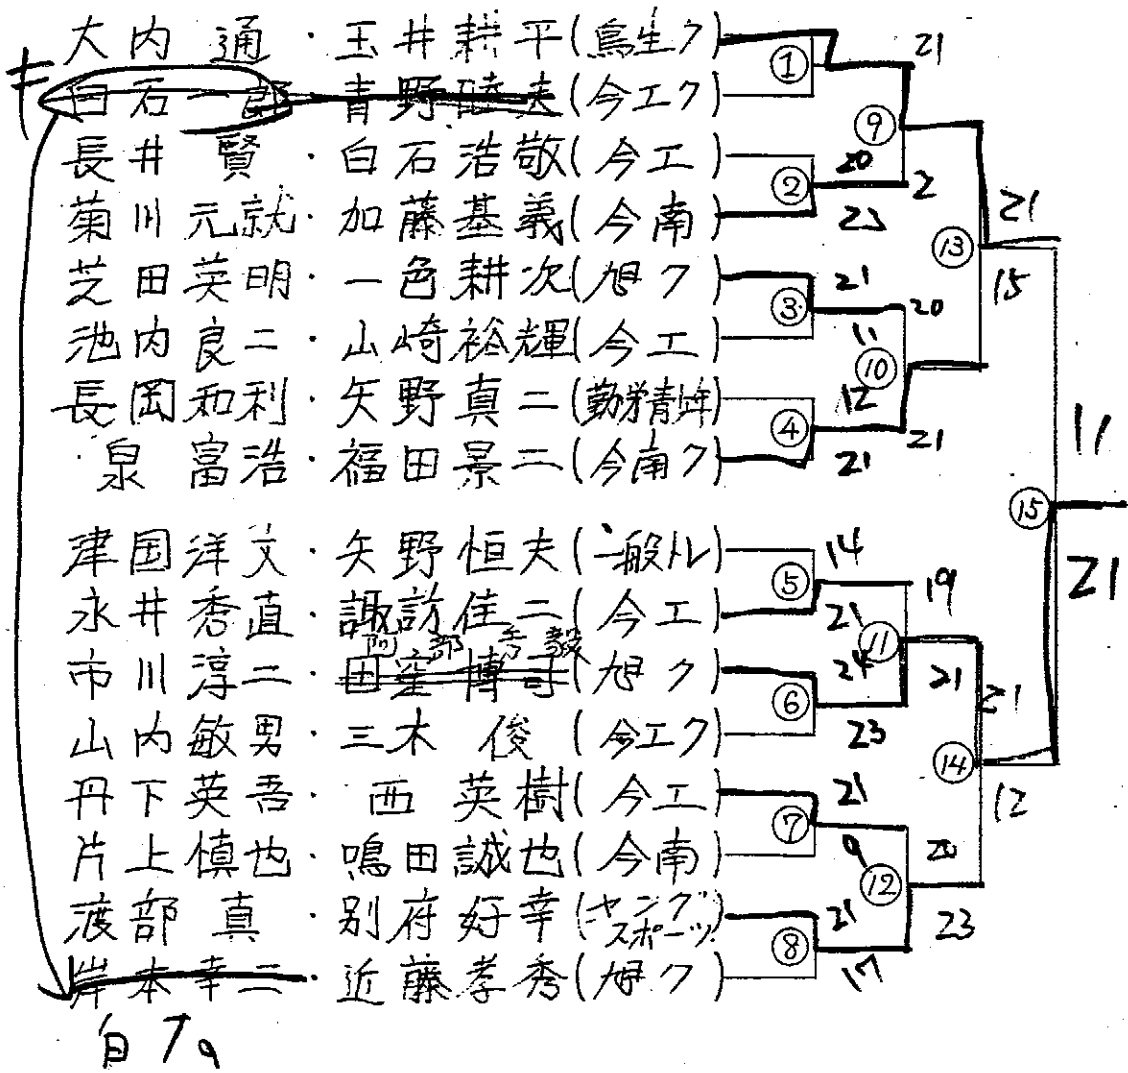 大内 通・玉井耕平(鳥生ク) ① 21
キ 白石一郎・青野睦夫(今工ク) ⑨
長井 賢・白石浩敬(今工) ② 20 2
菊川元就・加藤基義(今南) 23 ⑬ 21
芝田英明・一色耕次(旭ク) 21 15
池内良二・山崎裕輝(今工) ③ 11 20
長岡和利・矢野真二(勤労青年) ⑩ 12
泉 富浩・福田景二(今南ク) ④ 21 21 11
⑮ 21
津国洋文・矢野恒夫(一般トレ) ⑤ 14 19
永井秀直・諏訪佳二(今工) 21 ⑪
阿部秀毅
市川淳二・田窪博司(旭ク) ⑥ 24 21 21
山内敏男・三木 俊(今工ク) 23 ⑭
丹下英吾・西 英樹(今工) ⑦ 21 12
片上慎也・鳴田誠也(今南) 9 20
渡部 真・別府好幸(ヤングスポーツ) 21 ⑫ 23
岸本幸二・近藤孝秀(旭ク) ⑧ 17